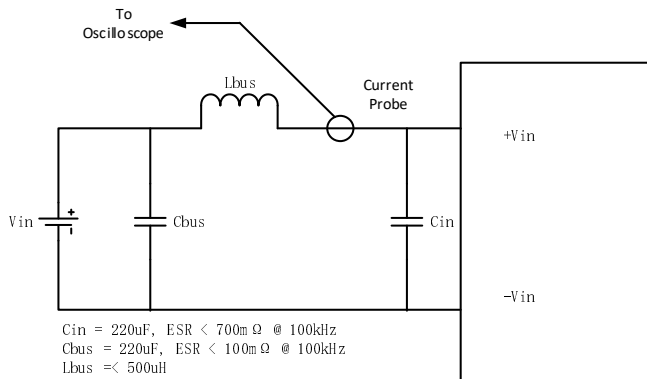 To
Oscilloscope
Lbus
Current
Probe
+Vin
Vin
+
Cbus
Cin
-Vin
Cin = 220uF, ESR < 700mΩ @ 100kHz
Cbus = 220uF, ESR < 100mΩ @ 100kHz
Lbus =< 500uH